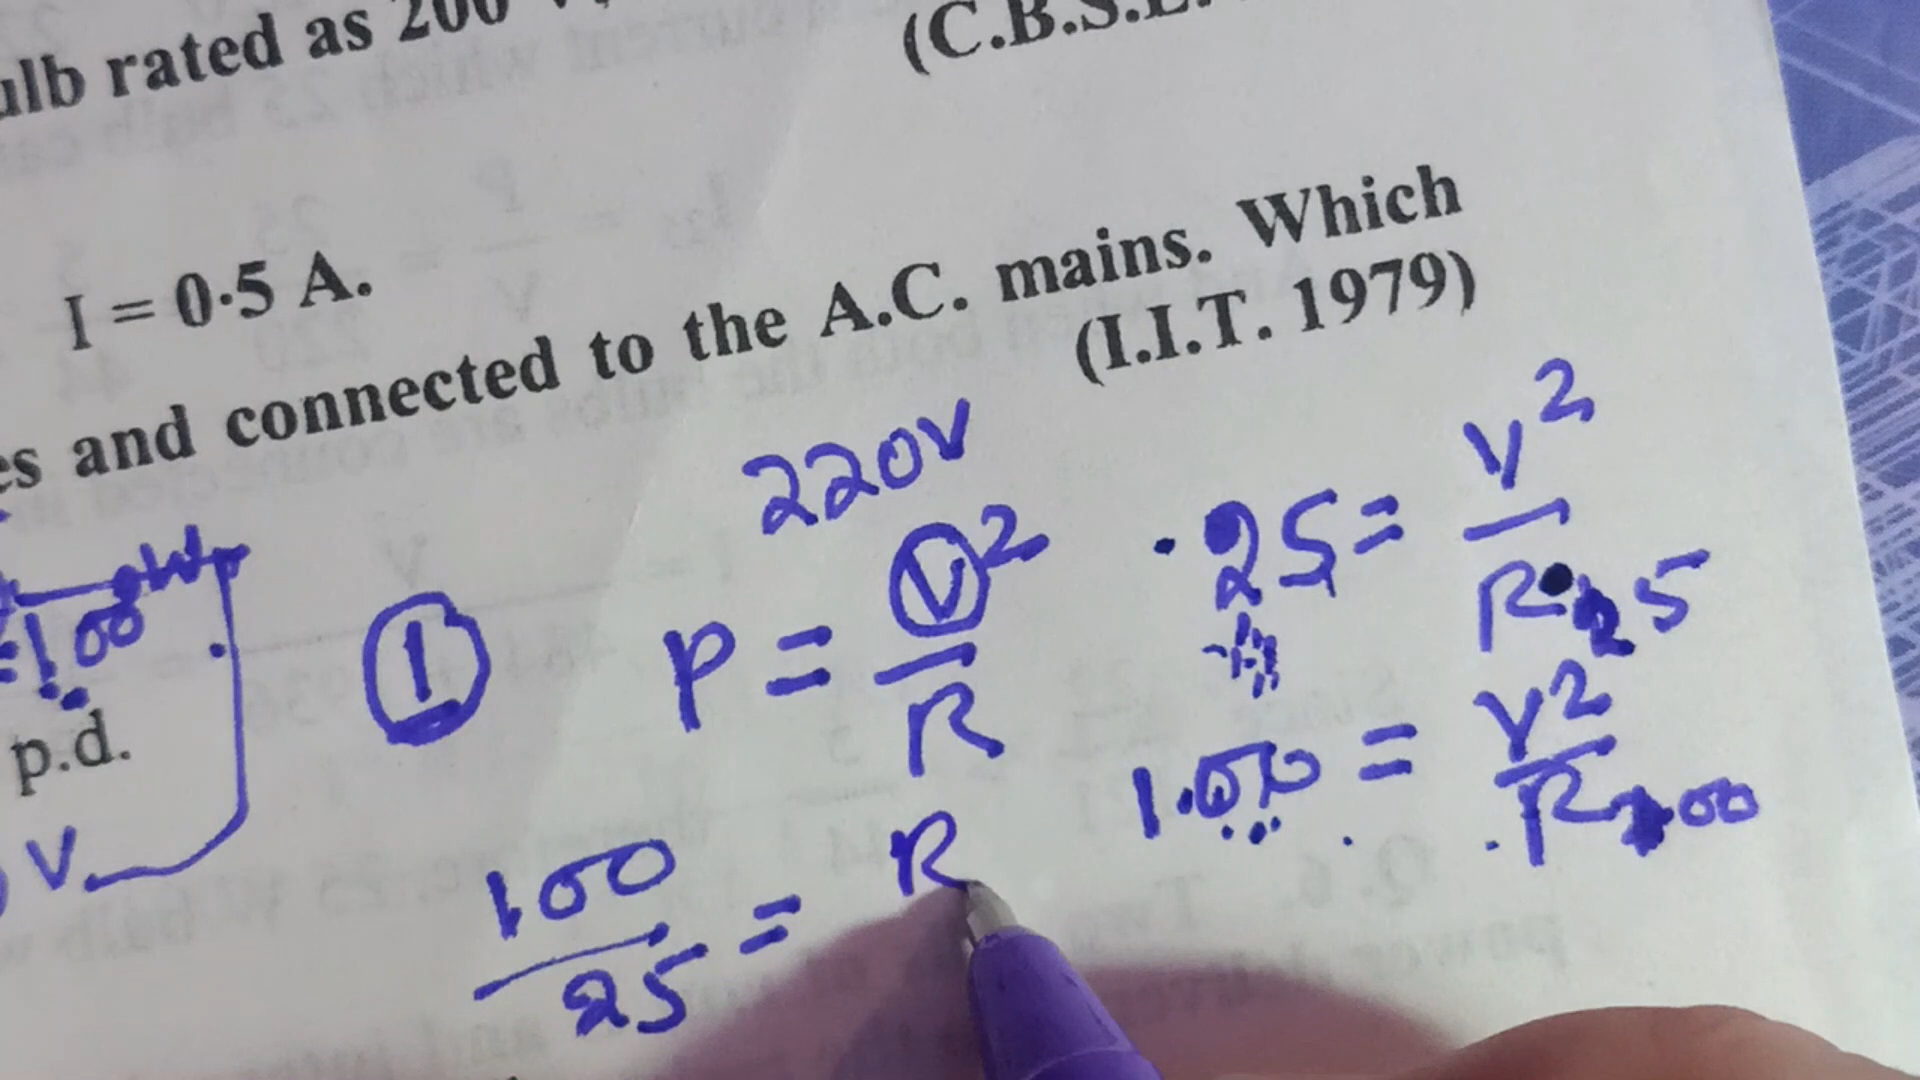 ulb rated as 200
(C.B.S.E.
I = 0·5 A.
es and connected to the A.C. mains. Which
(I.I.T. 1979)
220V
100W
p.d.
V
1
P = V²/R
25 = V²/R25
100 = V²/R100
100/25 = R